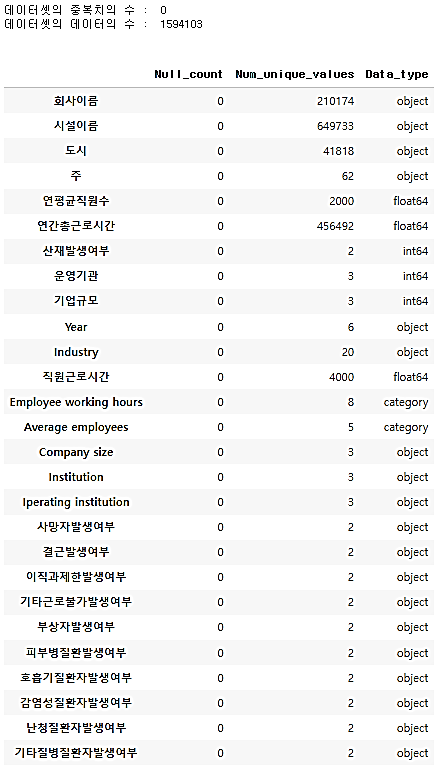 데이터셋의 중복치의 수 :  0
데이터셋의 데이터의 수 :  1594103
Null_count Num_unique_values Data_type
회사이름 0 210174 object
시설이름 0 649733 object
도시 0 41818 object
주 0 62 object
연평균직원수 0 2000 float64
연간총근로시간 0 456492 float64
산재발생여부 0 2 int64
운영기관 0 3 int64
기업규모 0 3 int64
Year 0 6 object
Industry 0 20 object
직원근로시간 0 4000 float64
Employee working hours 0 8 category
Average employees 0 5 category
Company size 0 3 object
Institution 0 3 object
Iperating institution 0 3 object
사망자발생여부 0 2 object
결근발생여부 0 2 object
이직과제한발생여부 0 2 object
기타근로불가발생여부 0 2 object
부상자발생여부 0 2 object
피부병질환발생여부 0 2 object
호흡기질환자발생여부 0 2 object
감염성질환자발생여부 0 2 object
난청질환자발생여부 0 2 object
기타질병질환자발생여부 0 2 object